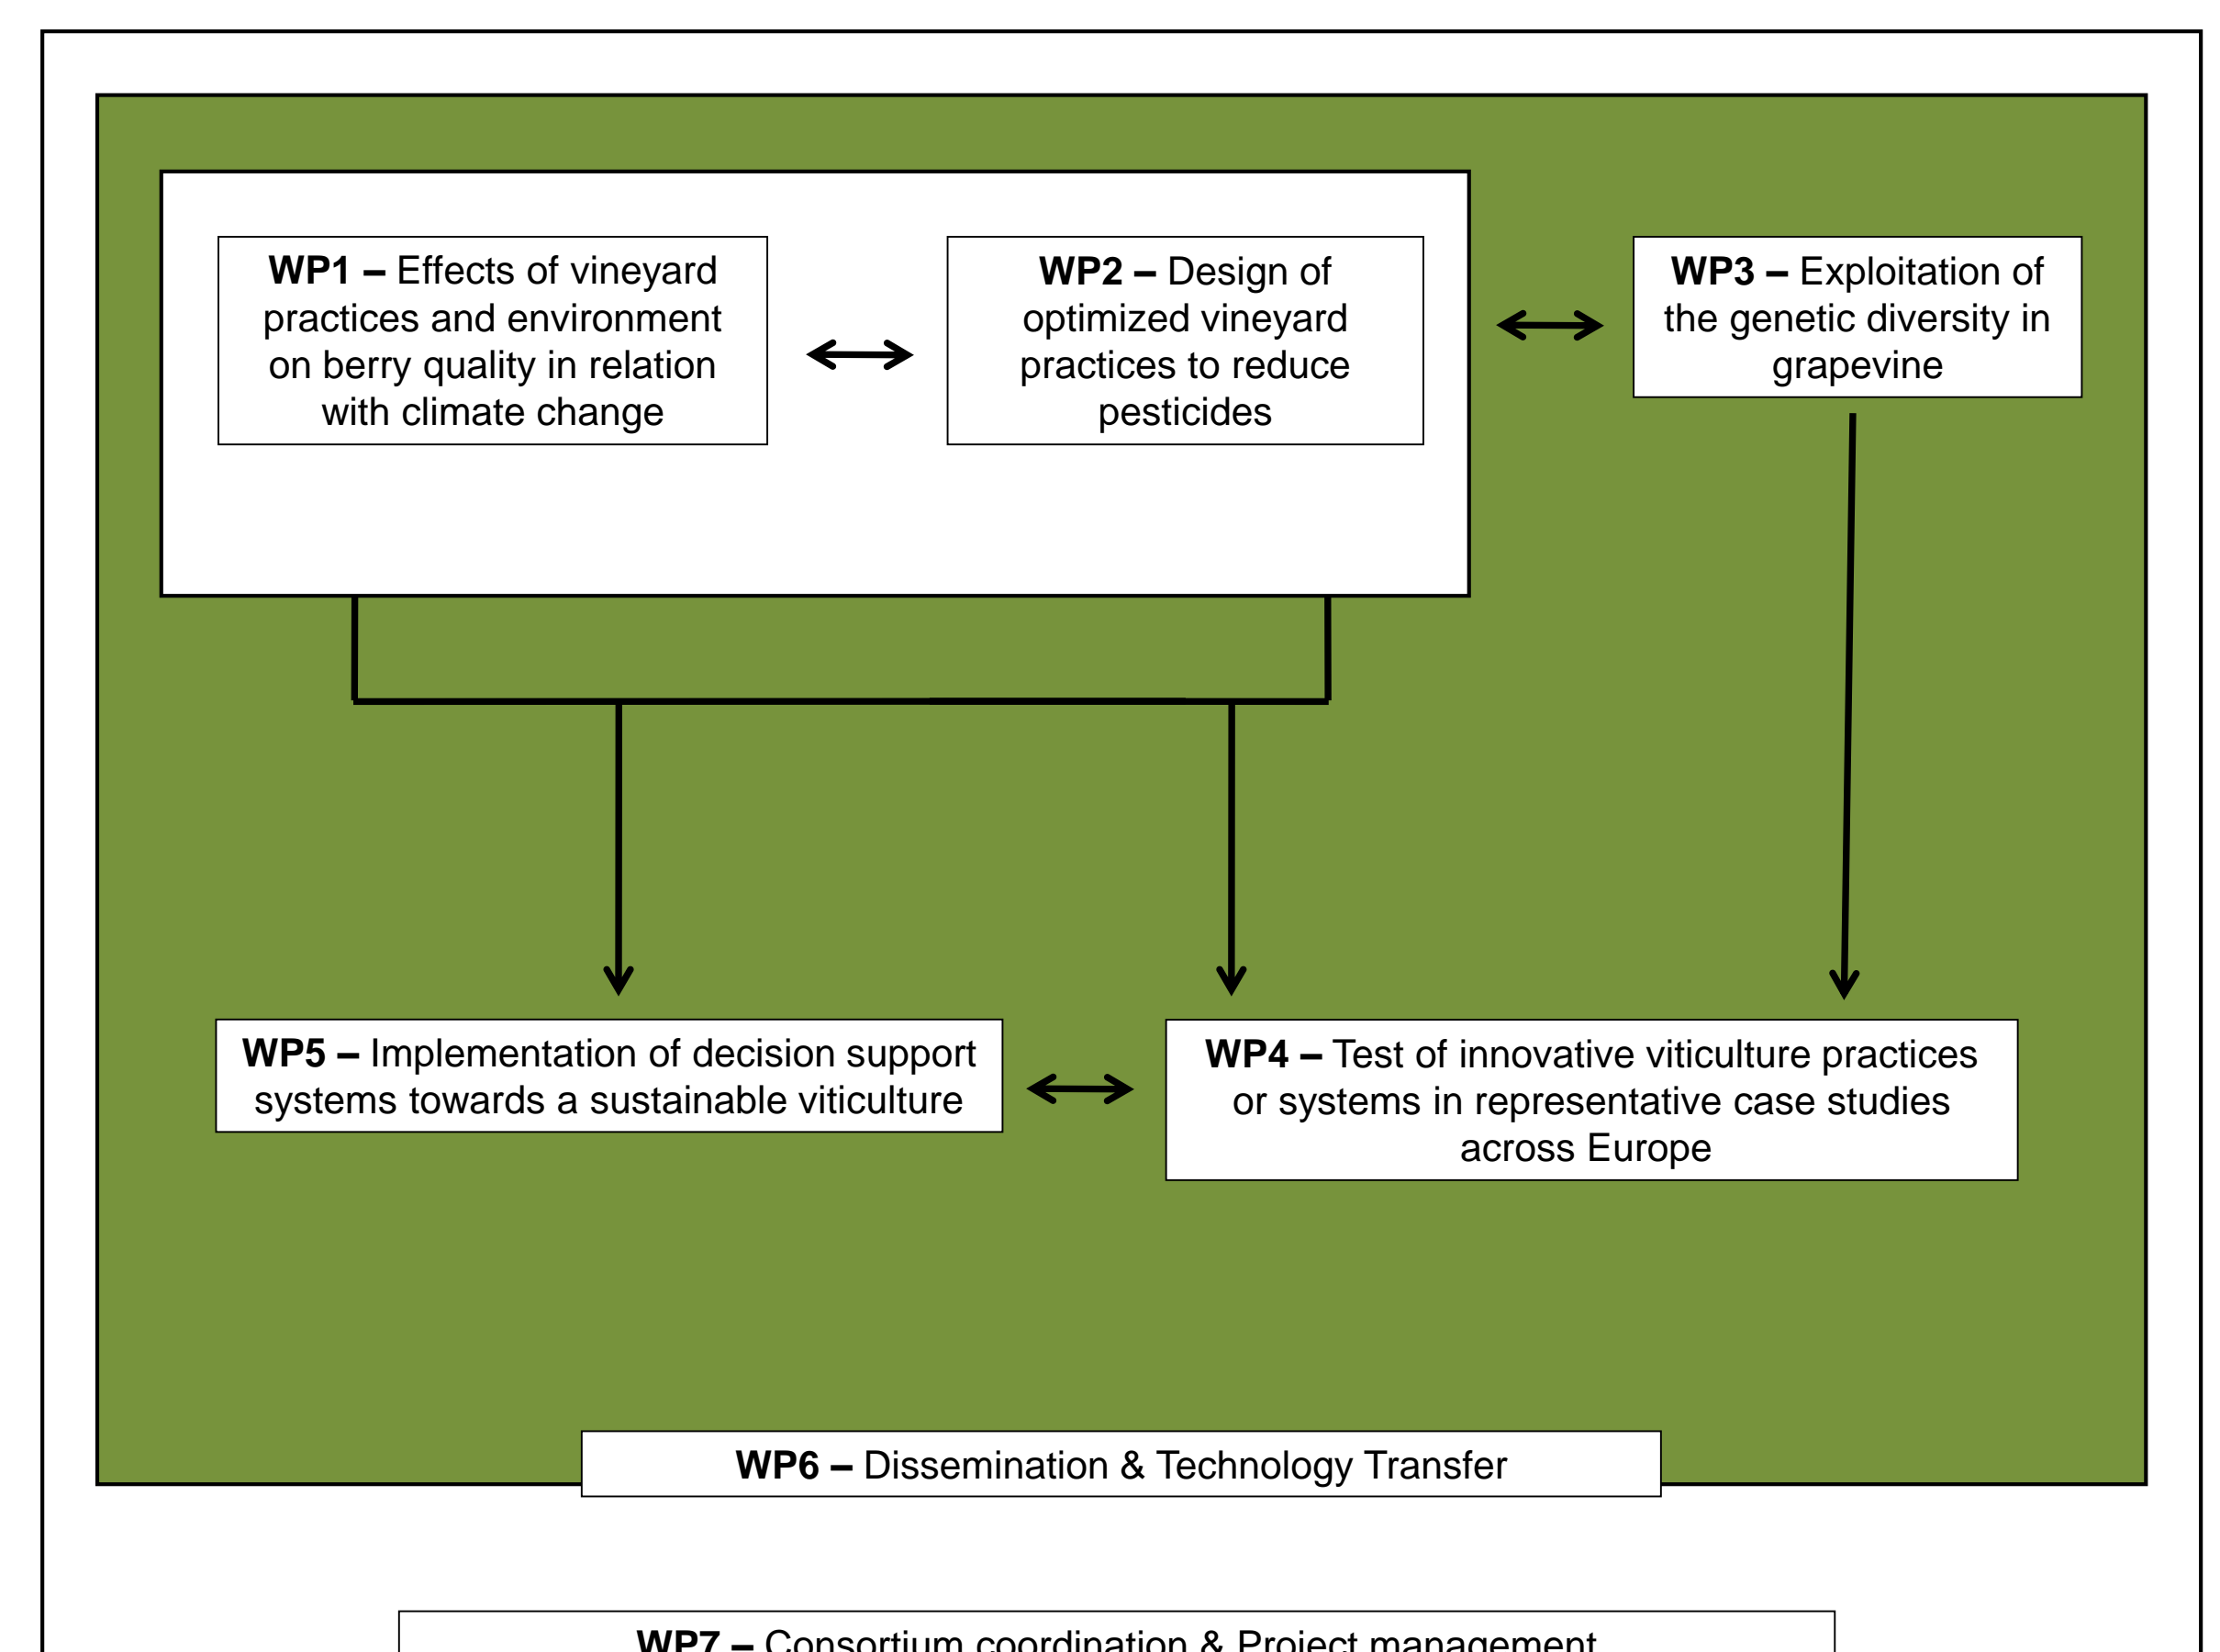 WP1 – Effects of vineyard
practices and environment
on berry quality in relation
with climate change
WP2 – Design of
optimized vineyard
practices to reduce
pesticides
WP3 – Exploitation of
the genetic diversity in
grapevine
WP5 – Implementation of decision support
systems towards a sustainable viticulture
WP4 – Test of innovative viticulture practices
or systems in representative case studies
across Europe
WP6 – Dissemination & Technology Transfer
WP7 – Consortium coordination & Project management